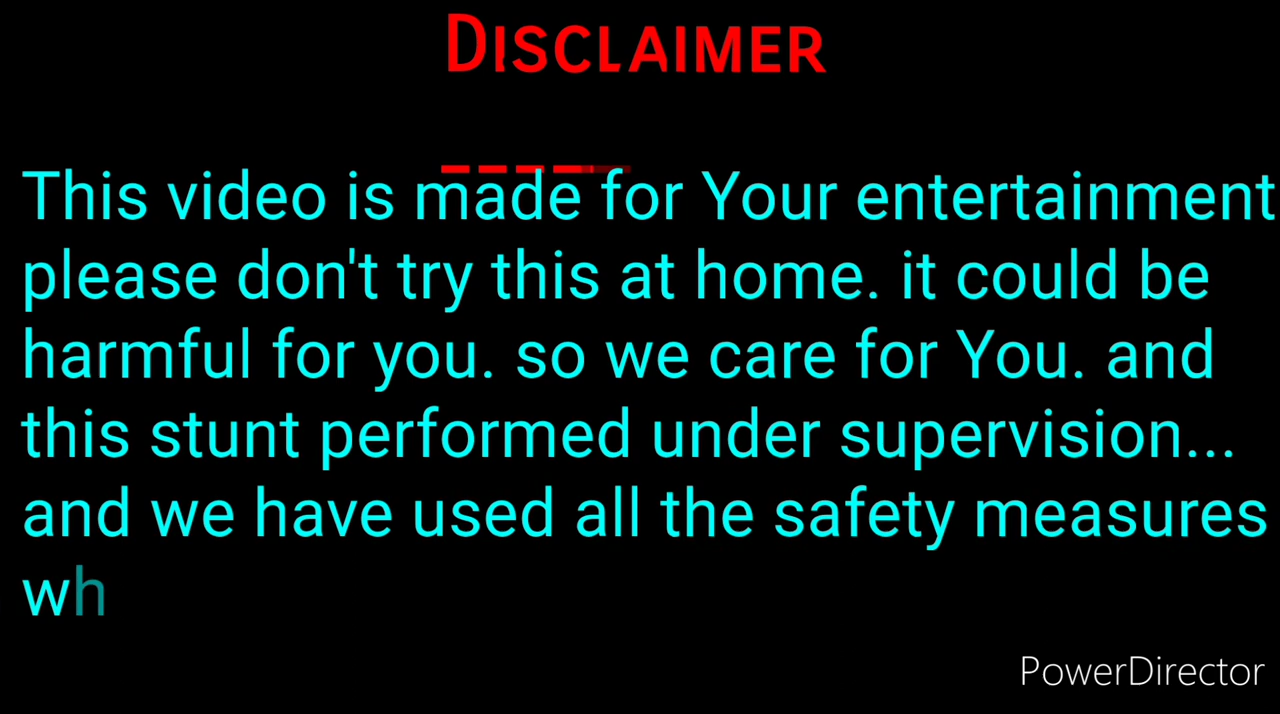 Disclaimer
This video is made for Your entertainment
please don't try this at home. it could be
harmful for you. so we care for You. and
this stunt performed under supervision...
and we have used all the safety measures
wh
PowerDirector